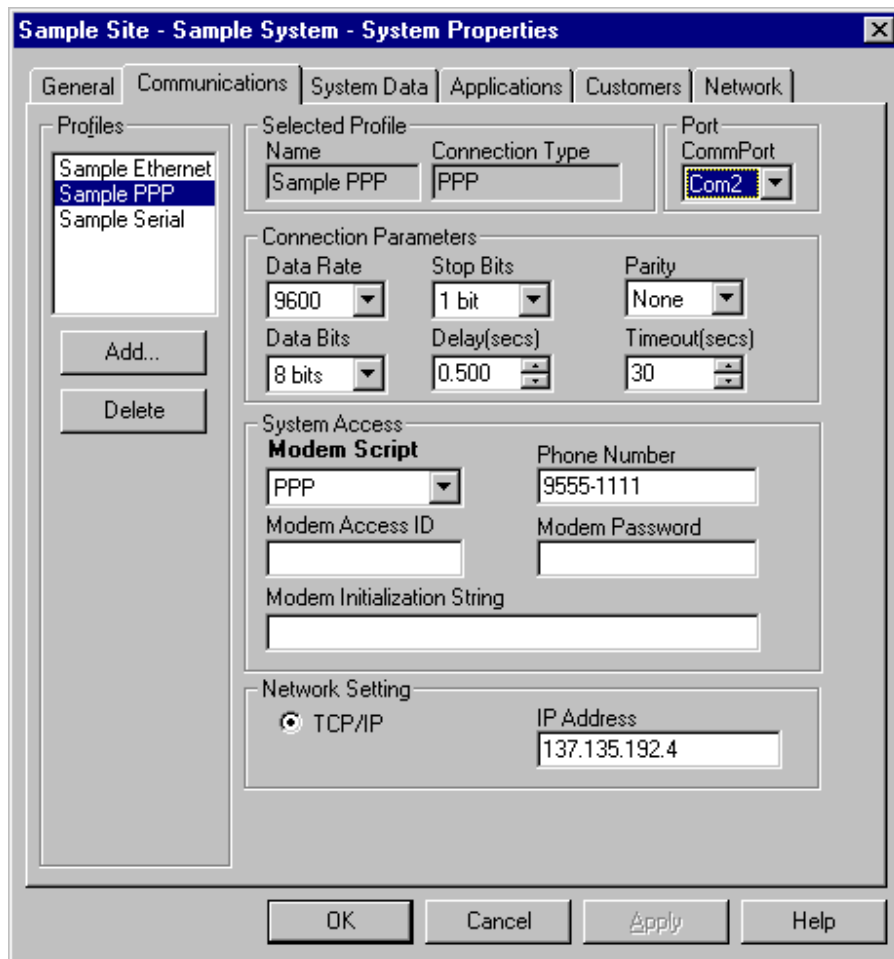 Sample Site - Sample System - System Properties
General Communications System Data Applications Customers Network
Profiles
Sample Ethernet
Sample PPP
Sample Serial
Add...
Delete
Selected Profile
Name Connection Type
Sample PPP PPP
Port
CommPort
Com2
Connection Parameters
Data Rate Stop Bits Parity
9600 1 bit None
Data Bits Delay(secs) Timeout(secs)
8 bits 0.500 30
System Access
Modem Script Phone Number
PPP 9555-1111
Modem Access ID Modem Password
Modem Initialization String
Network Setting
TCP/IP IP Address
137.135.192.4
OK Cancel Apply Help